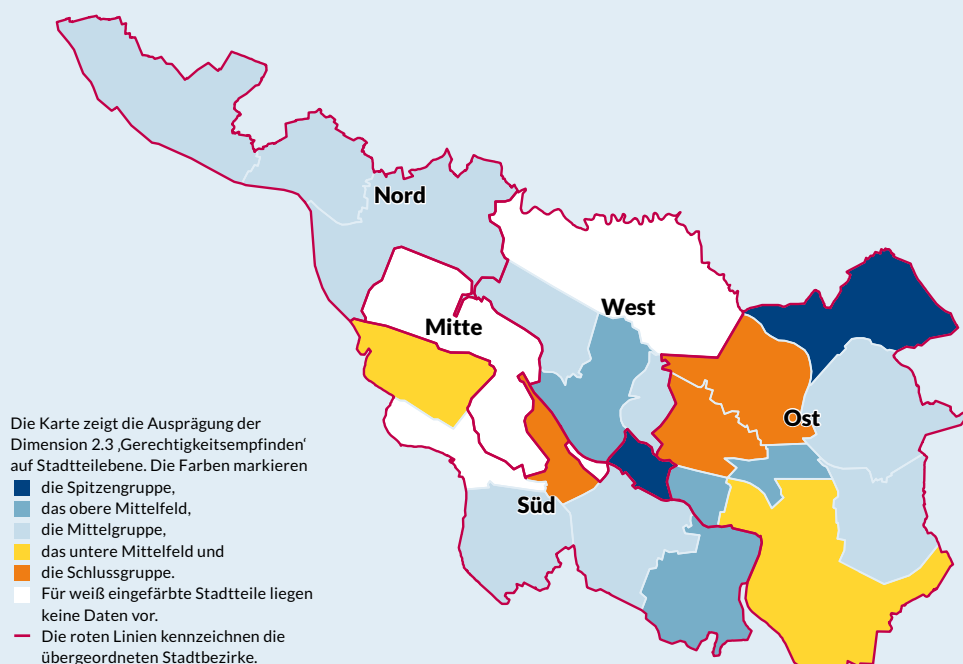 Nord
West
Mitte
Ost
Süd
Die Karte zeigt die Ausprägung der
Dimension 2.3 ‚Gerechtigkeitsempfinden‘
auf Stadtteilebene. Die Farben markieren
die Spitzengruppe,
das obere Mittelfeld,
die Mittelgruppe,
das untere Mittelfeld und
die Schlussgruppe.
Für weiß eingefärbte Stadtteile liegen
keine Daten vor.
Die roten Linien kennzeichnen die
übergeordneten Stadtbezirke.